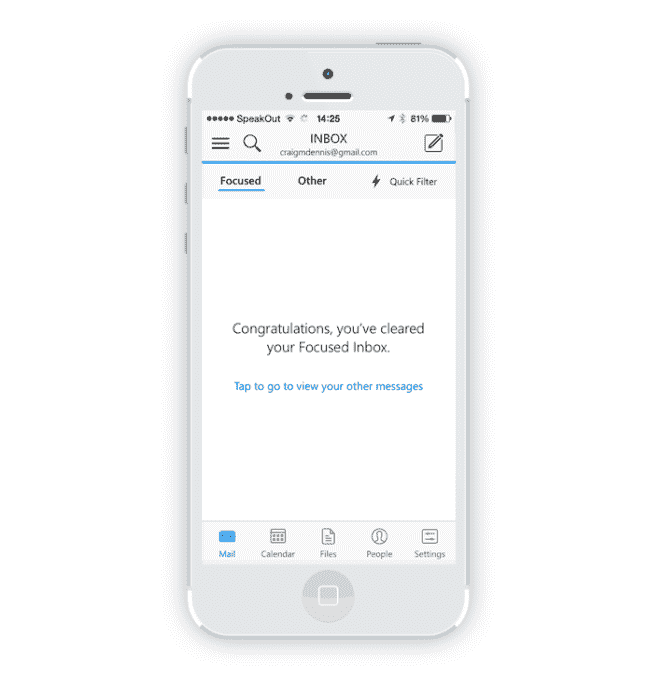 SpeakOut 14:25 81%
INBOX
craigmdennis@gmail.com
Focused Other Quick Filter
Congratulations, you've cleared
your Focused Inbox.
Tap to go to view your other messages
Mail Calendar Files People Settings